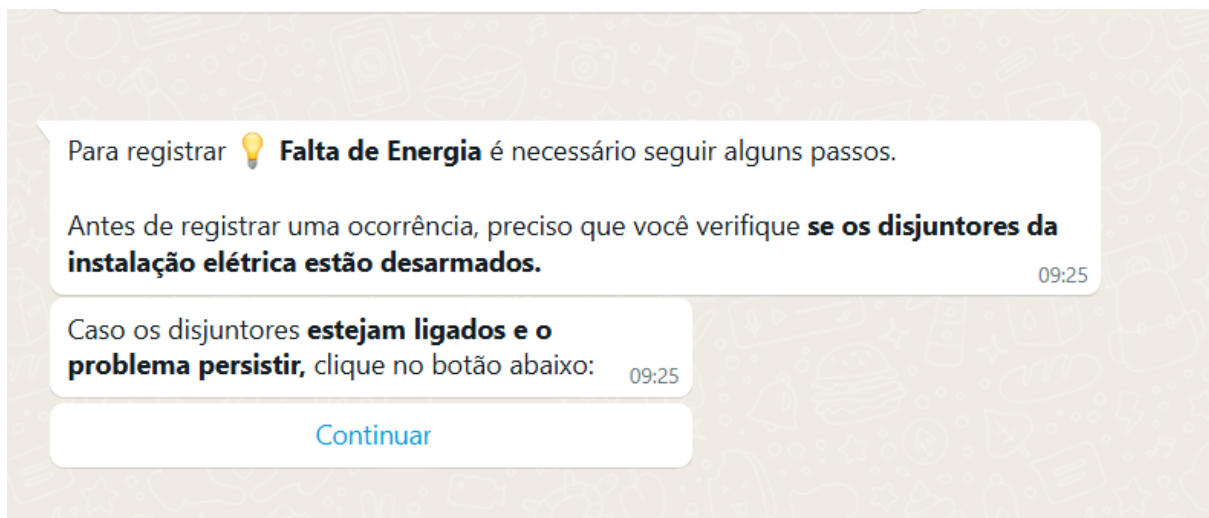 Para registrar 💡 Falta de Energia é necessário seguir alguns passos.
Antes de registrar uma ocorrência, preciso que você verifique se os disjuntores da
instalação elétrica estão desarmados.
09:25
Caso os disjuntores estejam ligados e o
problema persistir, clique no botão abaixo:
09:25
Continuar